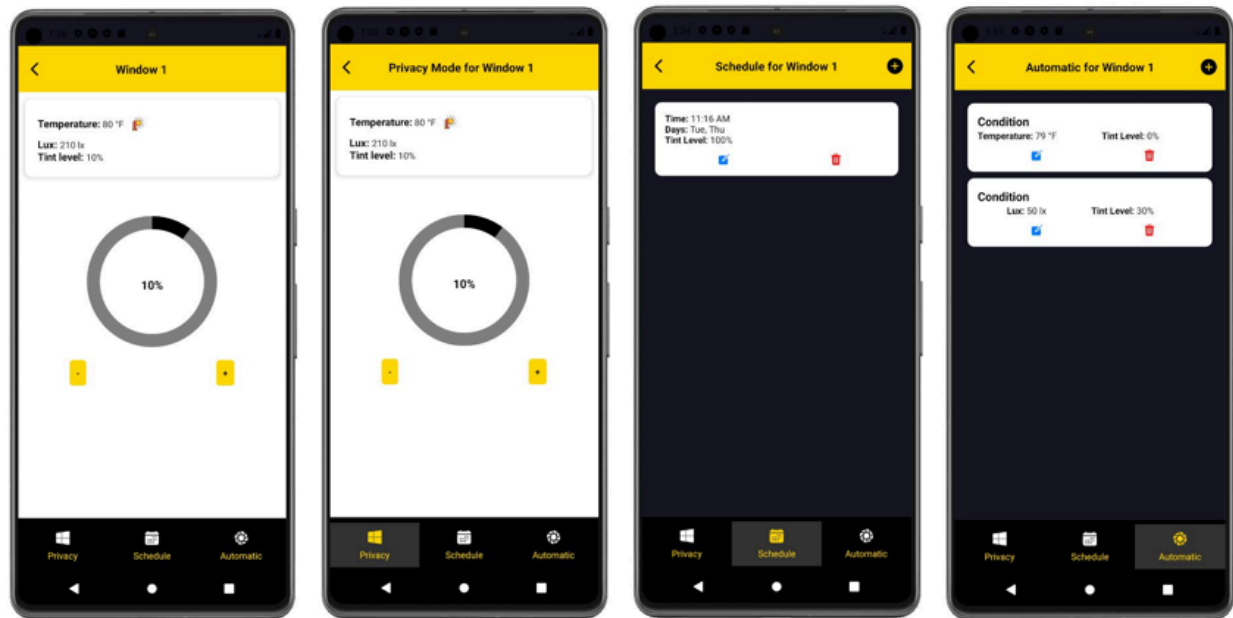 Window 1
Temperature: 80 °F
Lux: 210 lx
Tint level: 10%
10%
-
+
Privacy
Schedule
Automatic
Privacy Mode for Window 1
Temperature: 80 °F
Lux: 210 lx
Tint level: 10%
10%
-
+
Privacy
Schedule
Automatic
Schedule for Window 1
Time: 11:16 AM
Days: Tue, Thu
Tint Level: 100%
Privacy
Schedule
Automatic
Automatic for Window 1
Condition
Temperature: 79 °F Tint Level: 0%
Condition
Lux: 50 lx Tint Level: 30%
Privacy
Schedule
Automatic